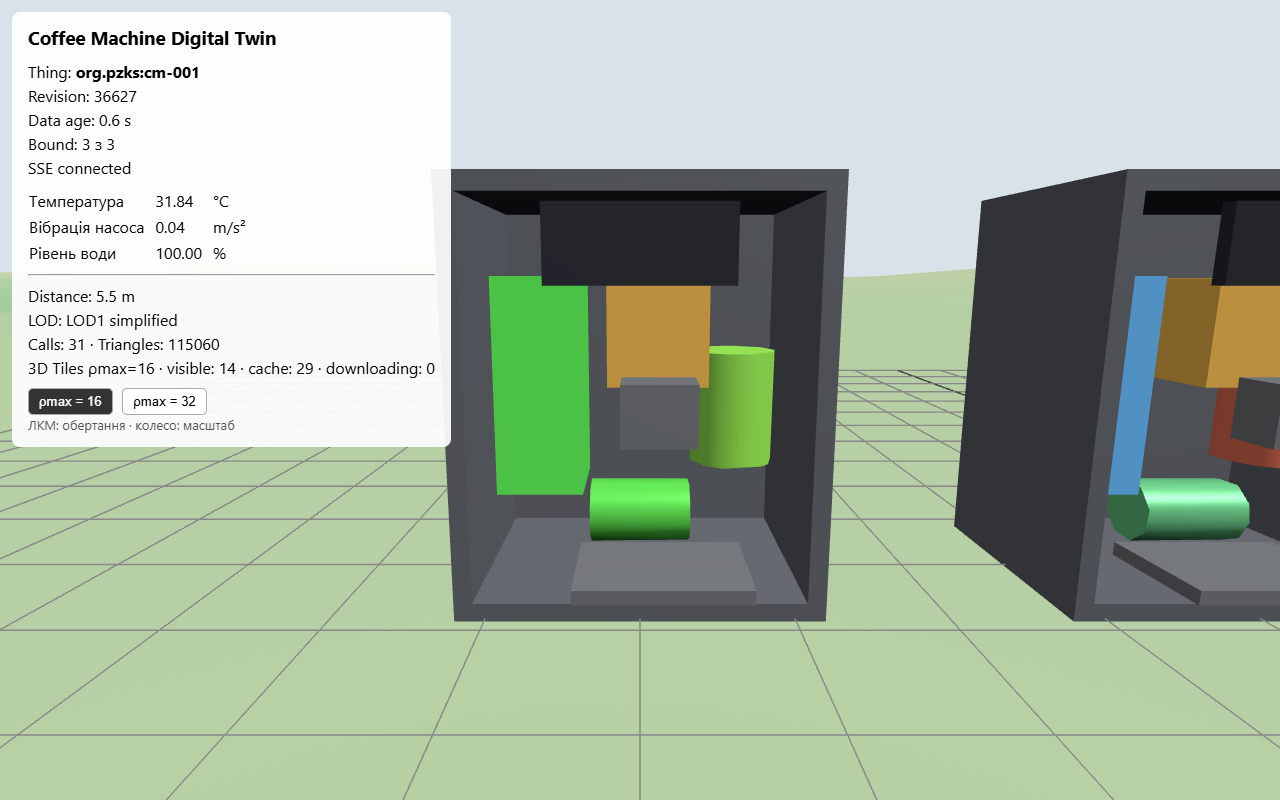 Coffee Machine Digital Twin
Thing: org.pzks:cm-001
Revision: 36627
Data age: 0.6 s
Bound: 3 з 3
SSE connected
Температура 31.84 °C
Вібрація насоса 0.04 m/s²
Рівень води 100.00 %
Distance: 5.5 m
LOD: LOD1 simplified
Calls: 31 · Triangles: 115060
3D Tiles ρmax=16 · visible: 14 · cache: 29 · downloading: 0
ρmax = 16 ρmax = 32
ЛКМ: обертання · колесо: масштаб